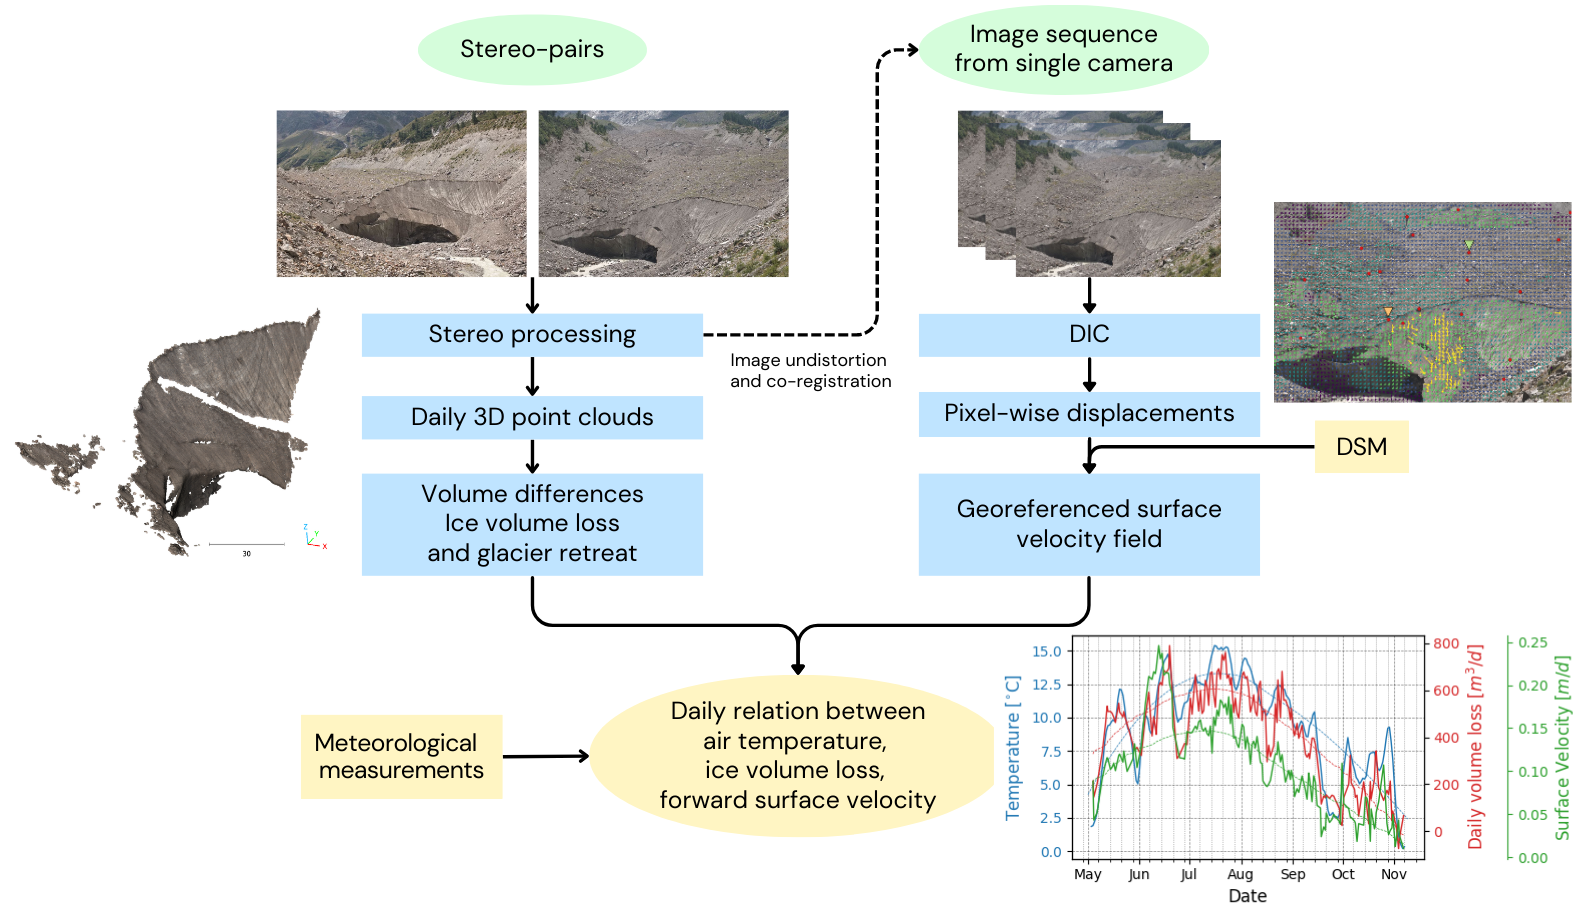 Stereo-pairs
Image sequence
from single camera
Stereo processing
Image undistortion
and co-registration
DIC
Daily 3D point clouds
Pixel-wise displacements
DSM
Volume differences
Ice volume loss
and glacier retreat
Georeferenced surface
velocity field
30
Z
Y
X
Meteorological
measurements
Daily relation between
air temperature,
ice volume loss,
forward surface velocity
Temperature [°C]
15.0
12.5
10.0
7.5
5.0
2.5
0.0
May Jun Jul Aug Sep Oct Nov
Date
800
600
400
200
0
Daily volume loss [m³/d]
0.25
0.20
0.15
0.10
0.05
0.00
Surface Velocity [m/d]